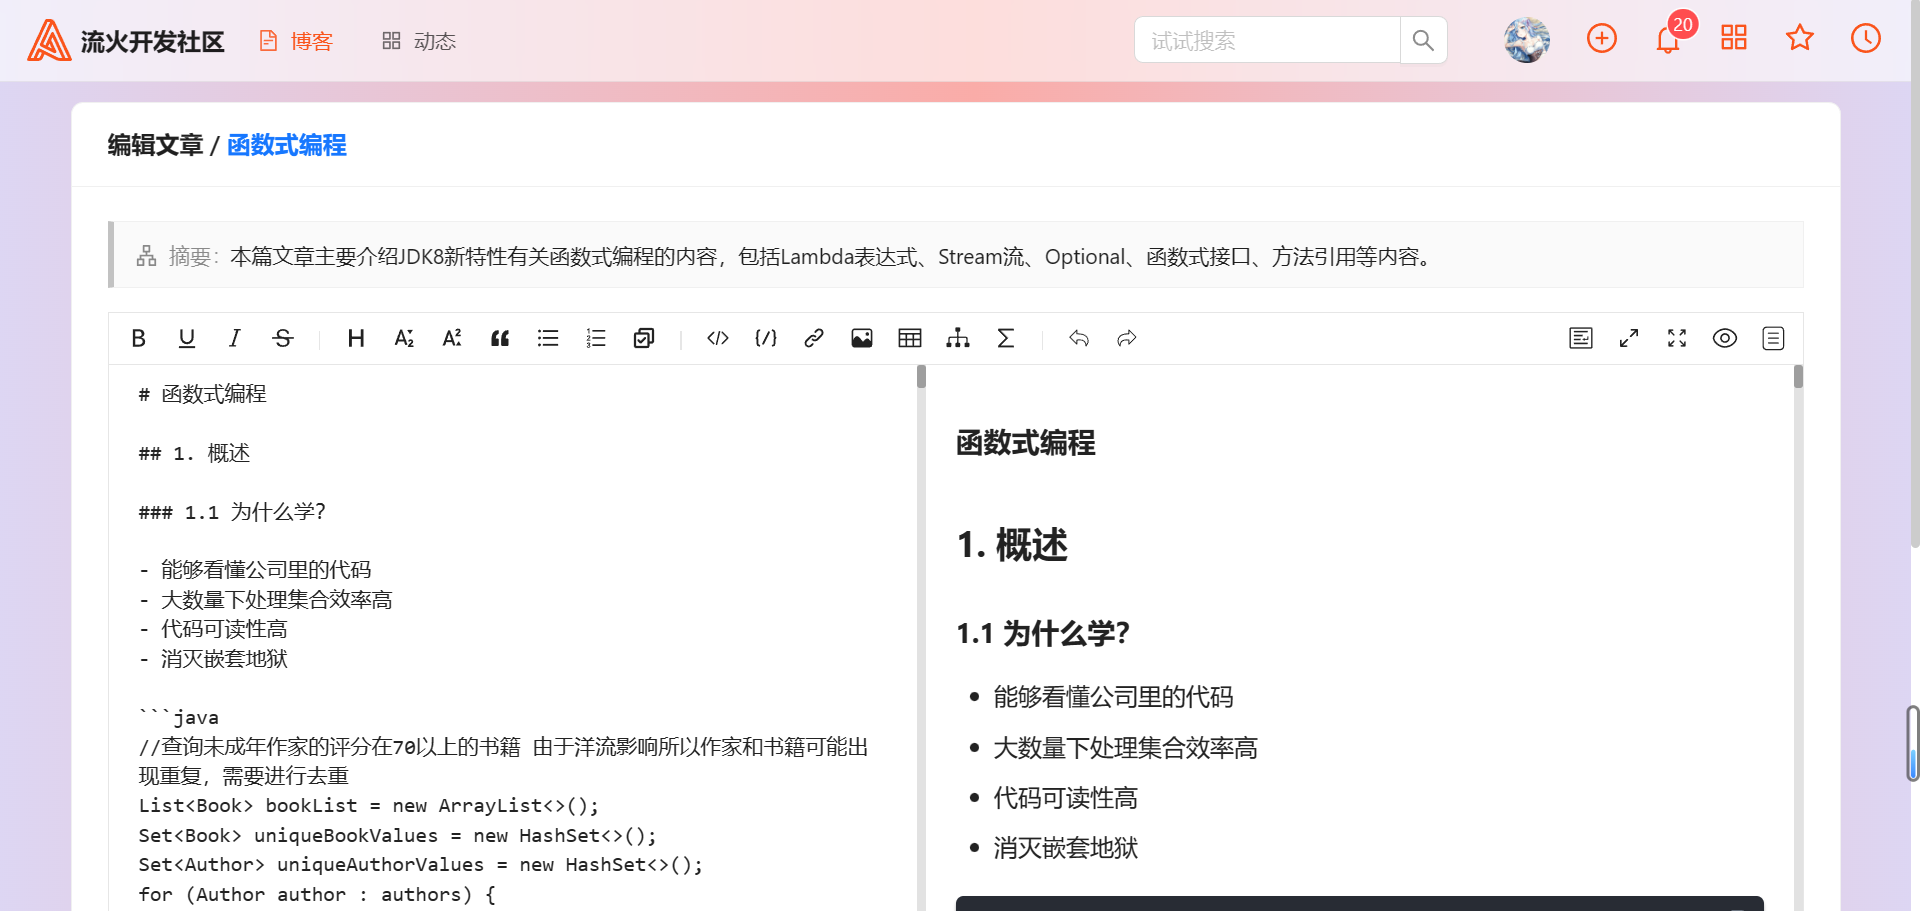 流火开发社区
博客
动态
试试搜索
20
编辑文章 / 函数式编程
摘要：本篇文章主要介绍JDK8新特性有关函数式编程的内容，包括Lambda表达式、Stream流、Optional、函数式接口、方法引用等内容。
# 函数式编程
## 1. 概述
### 1.1 为什么学？
- 能够看懂公司里的代码
- 大数量下处理集合效率高
- 代码可读性高
- 消灭嵌套地狱
```java
//查询未成年作家的评分在70以上的书籍 由于洋流影响所以作家和书籍可能出
现重复，需要进行去重
List<Book> bookList = new ArrayList<>();
Set<Book> uniqueBookValues = new HashSet<>();
Set<Author> uniqueAuthorValues = new HashSet<>();
for (Author author : authors) {
函数式编程
1. 概述
1.1 为什么学？
• 能够看懂公司里的代码
• 大数量下处理集合效率高
• 代码可读性高
• 消灭嵌套地狱